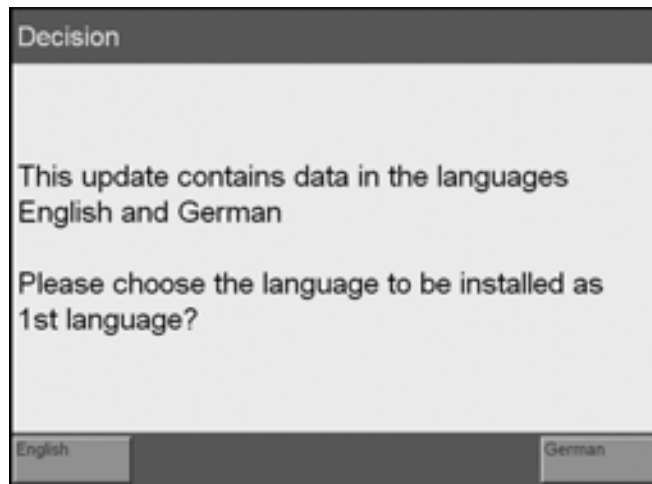 Decision
This update contains data in the languages
English and German
Please choose the language to be installed as
1st language?
English
German